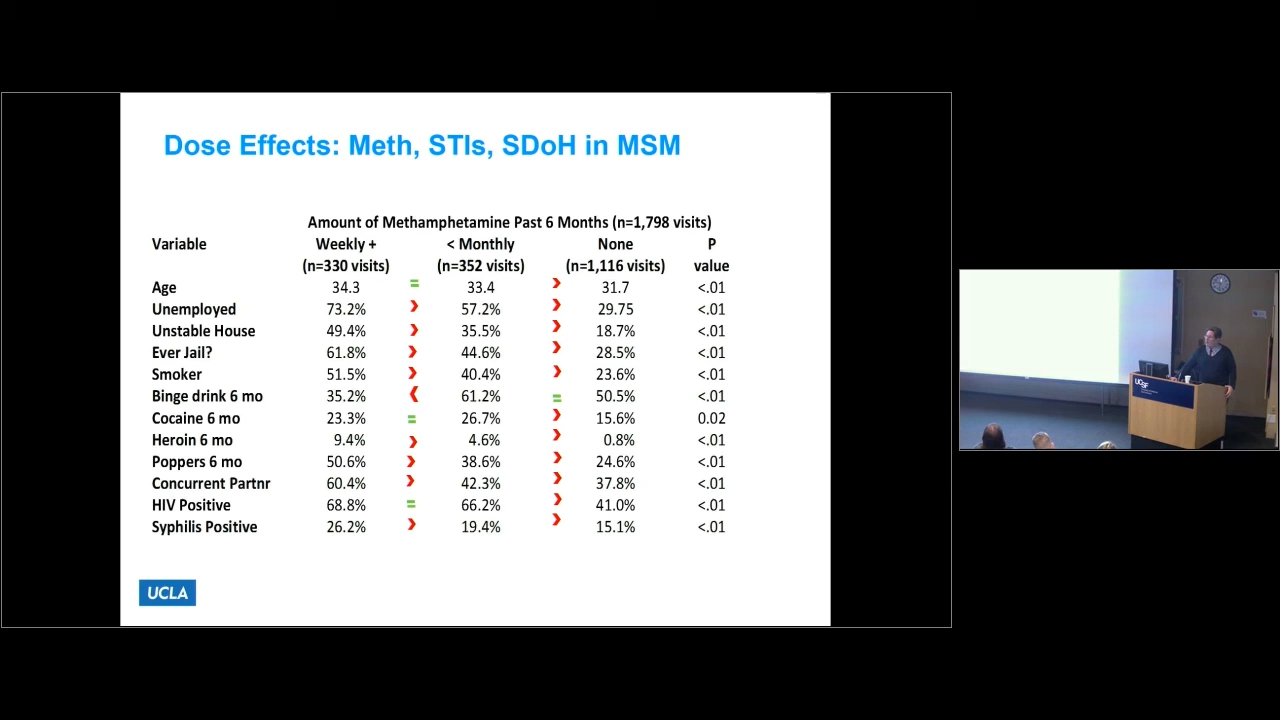 Dose Effects: Meth, STIs, SDoH in MSM
Amount of Methamphetamine Past 6 Months (n=1,798 visits)
Variable Weekly + < Monthly None P
(n=330 visits) (n=352 visits) (n=1,116 visits) value
Age 34.3 = 33.4 > 31.7 <.01
Unemployed 73.2% > 57.2% > 29.75 <.01
Unstable House 49.4% > 35.5% > 18.7% <.01
Ever Jail? 61.8% > 44.6% > 28.5% <.01
Smoker 51.5% > 40.4% > 23.6% <.01
Binge drink 6 mo 35.2% < 61.2% = 50.5% <.01
Cocaine 6 mo 23.3% = 26.7% > 15.6% 0.02
Heroin 6 mo 9.4% > 4.6% > 0.8% <.01
Poppers 6 mo 50.6% > 38.6% > 24.6% <.01
Concurrent Partnr 60.4% > 42.3% > 37.8% <.01
HIV Positive 68.8% = 66.2% > 41.0% <.01
Syphilis Positive 26.2% > 19.4% > 15.1% <.01
UCLA
UCSF